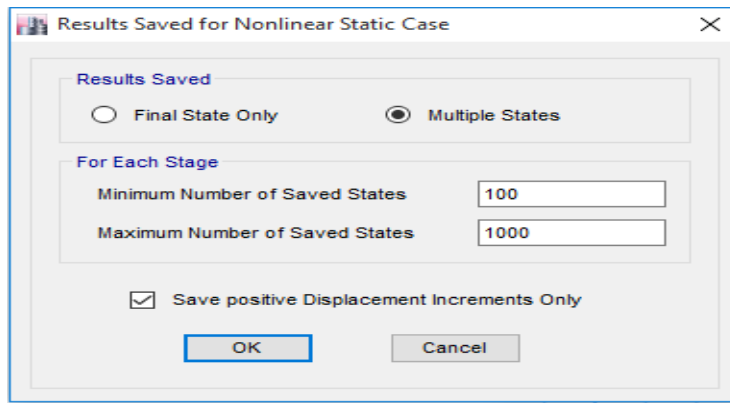 Results Saved for Nonlinear Static Case
Results Saved
Final State Only Multiple States
For Each Stage
Minimum Number of Saved States 100
Maximum Number of Saved States 1000
Save positive Displacement Increments Only
OK Cancel